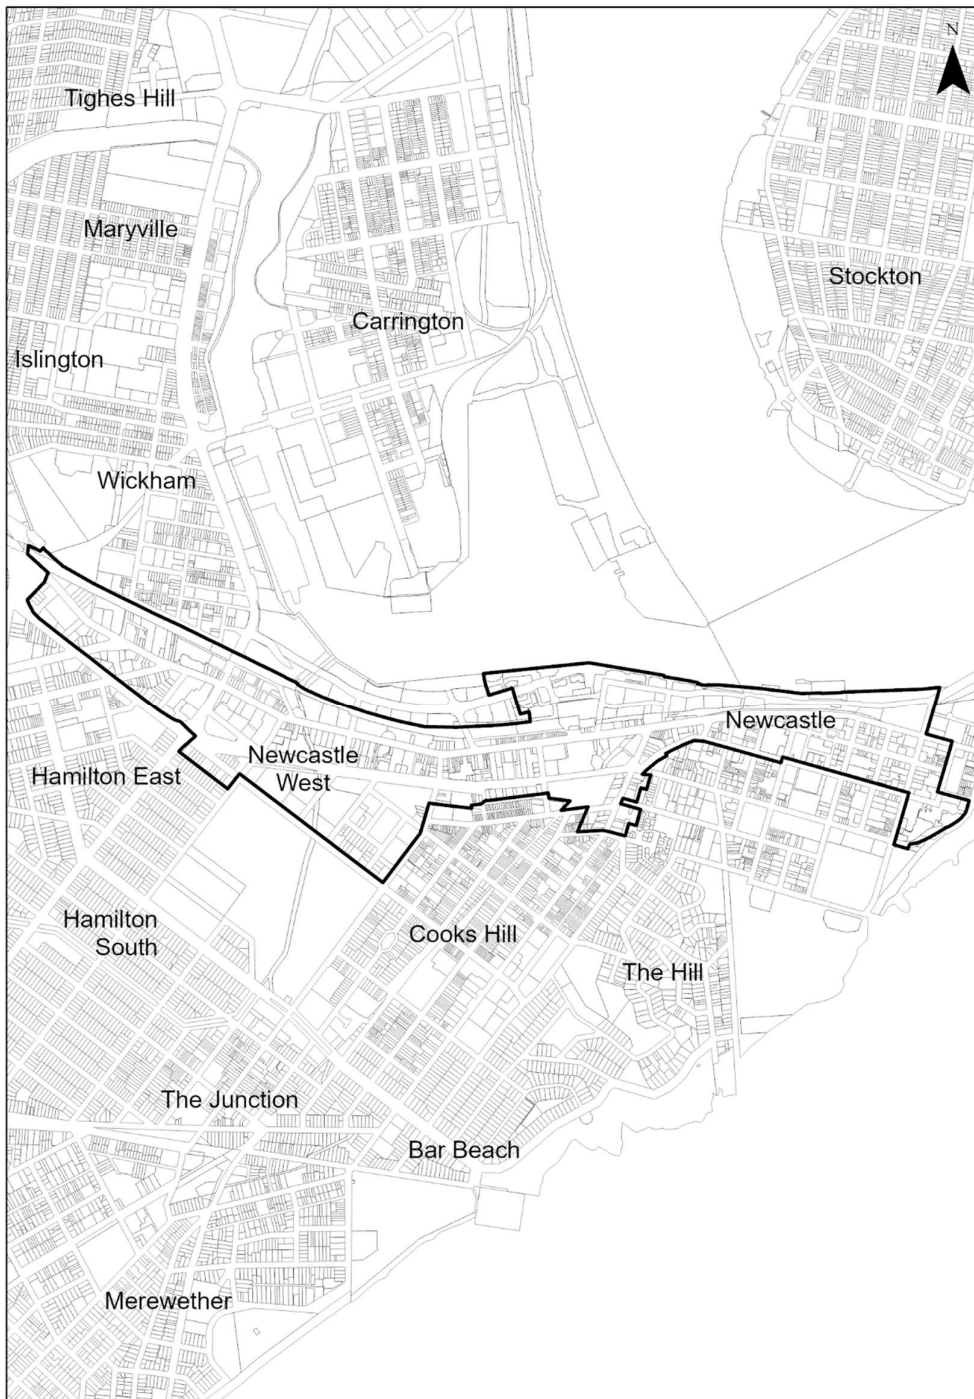 N
Tighes Hill
Maryville
Stockton
Carrington
Islington
Wickham
Newcastle
Newcastle
West
Hamilton East
Hamilton
South
Cooks Hill
The Hill
The Junction
Bar Beach
Merewether